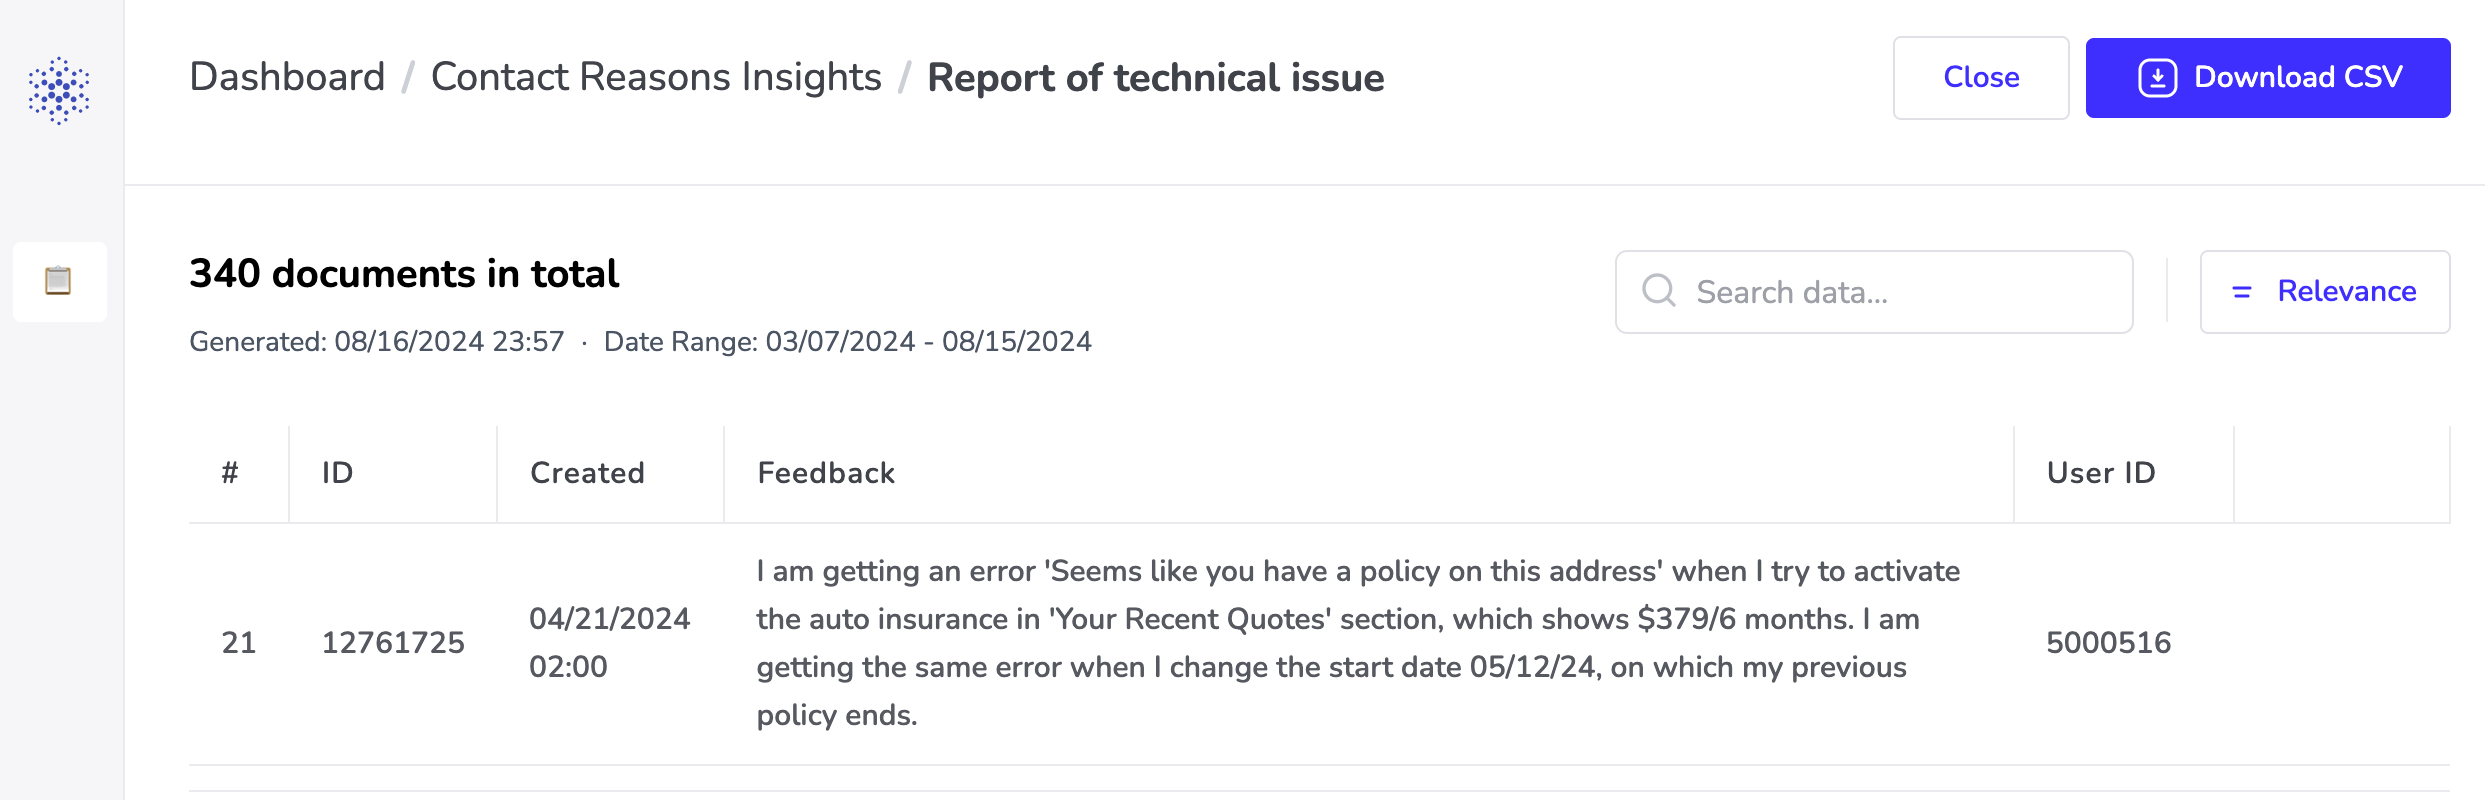 Dashboard / Contact Reasons Insights / Report of technical issue
Close
Download CSV
340 documents in total
Generated: 08/16/2024 23:57 · Date Range: 03/07/2024 - 08/15/2024
Search data...
= Relevance
# ID Created Feedback User ID
21
12761725
04/21/2024
02:00
I am getting an error 'Seems like you have a policy on this address' when I try to activate
the auto insurance in 'Your Recent Quotes' section, which shows $379/6 months. I am
getting the same error when I change the start date 05/12/24, on which my previous
policy ends.
5000516